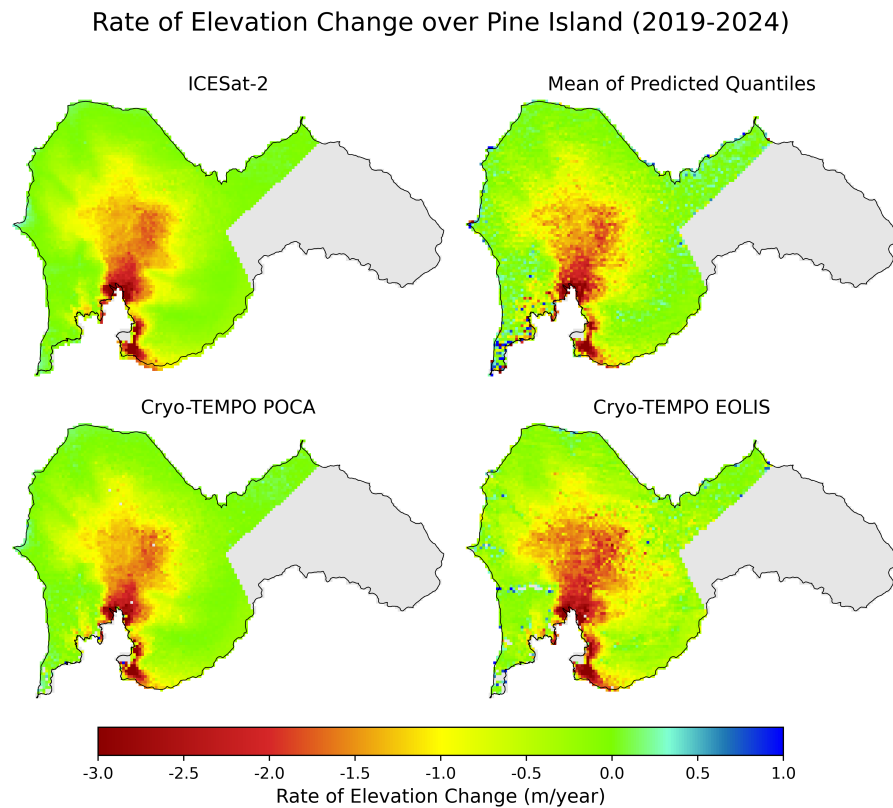 Rate of Elevation Change over Pine Island (2019-2024)
ICESat-2
Mean of Predicted Quantiles
Cryo-TEMPO POCA
Cryo-TEMPO EOLIS
-3.0 -2.5 -2.0 -1.5 -1.0 -0.5 0.0 0.5 1.0
Rate of Elevation Change (m/year)